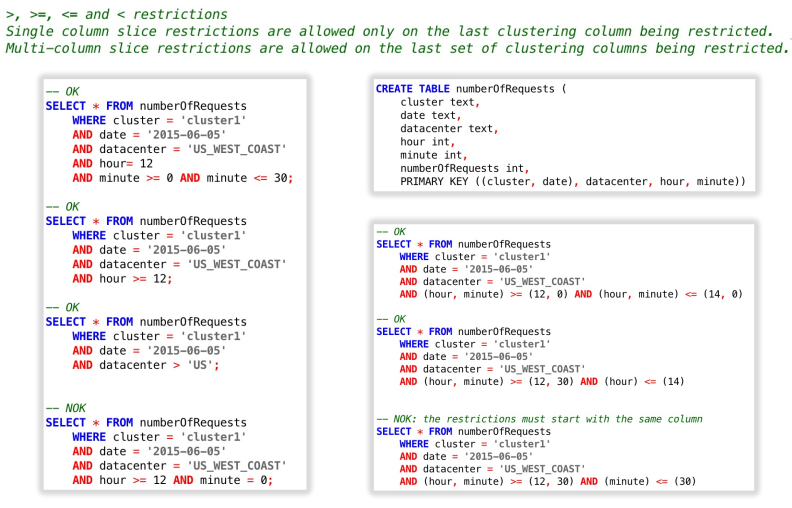 >, >=, <= and < restrictions
Single column slice restrictions are allowed only on the last clustering column being restricted.
Multi-column slice restrictions are allowed on the last set of clustering columns being restricted.
-- OK
SELECT * FROM numberOfRequests
WHERE cluster = 'cluster1'
AND date = '2015-06-05'
AND datacenter = 'US_WEST_COAST'
AND hour= 12
AND minute >= 0 AND minute <= 30;
-- OK
SELECT * FROM numberOfRequests
WHERE cluster = 'cluster1'
AND date = '2015-06-05'
AND datacenter = 'US_WEST_COAST'
AND hour >= 12;
-- OK
SELECT * FROM numberOfRequests
WHERE cluster = 'cluster1'
AND date = '2015-06-05'
AND datacenter > 'US';
-- NOK
SELECT * FROM numberOfRequests
WHERE cluster = 'cluster1'
AND date = '2015-06-05'
AND datacenter = 'US_WEST_COAST'
AND hour >= 12 AND minute = 0;
CREATE TABLE numberOfRequests (
cluster text,
date text,
datacenter text,
hour int,
minute int,
numberOfRequests int,
PRIMARY KEY ((cluster, date), datacenter, hour, minute))
-- OK
SELECT * FROM numberOfRequests
WHERE cluster = 'cluster1'
AND date = '2015-06-05'
AND datacenter = 'US_WEST_COAST'
AND (hour, minute) >= (12, 0) AND (hour, minute) <= (14, 0)
-- OK
SELECT * FROM numberOfRequests
WHERE cluster = 'cluster1'
AND date = '2015-06-05'
AND datacenter = 'US_WEST_COAST'
AND (hour, minute) >= (12, 30) AND (hour) <= (14)
-- NOK: the restrictions must start with the same column
SELECT * FROM numberOfRequests
WHERE cluster = 'cluster1'
AND date = '2015-06-05'
AND datacenter = 'US_WEST_COAST'
AND (hour, minute) >= (12, 30) AND (minute) <= (30)